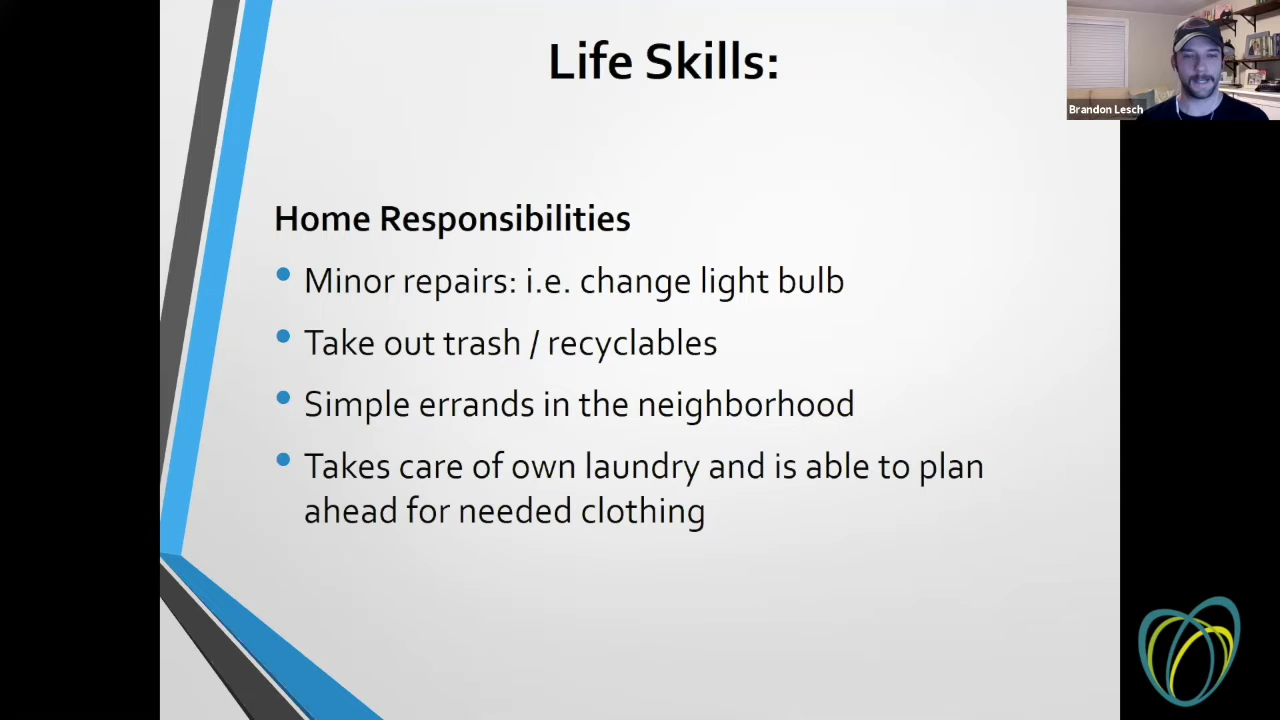 Life Skills:
Brandon Lesch
Home Responsibilities
Minor repairs: i.e. change light bulb
Take out trash / recyclables
Simple errands in the neighborhood
Takes care of own laundry and is able to plan
ahead for needed clothing